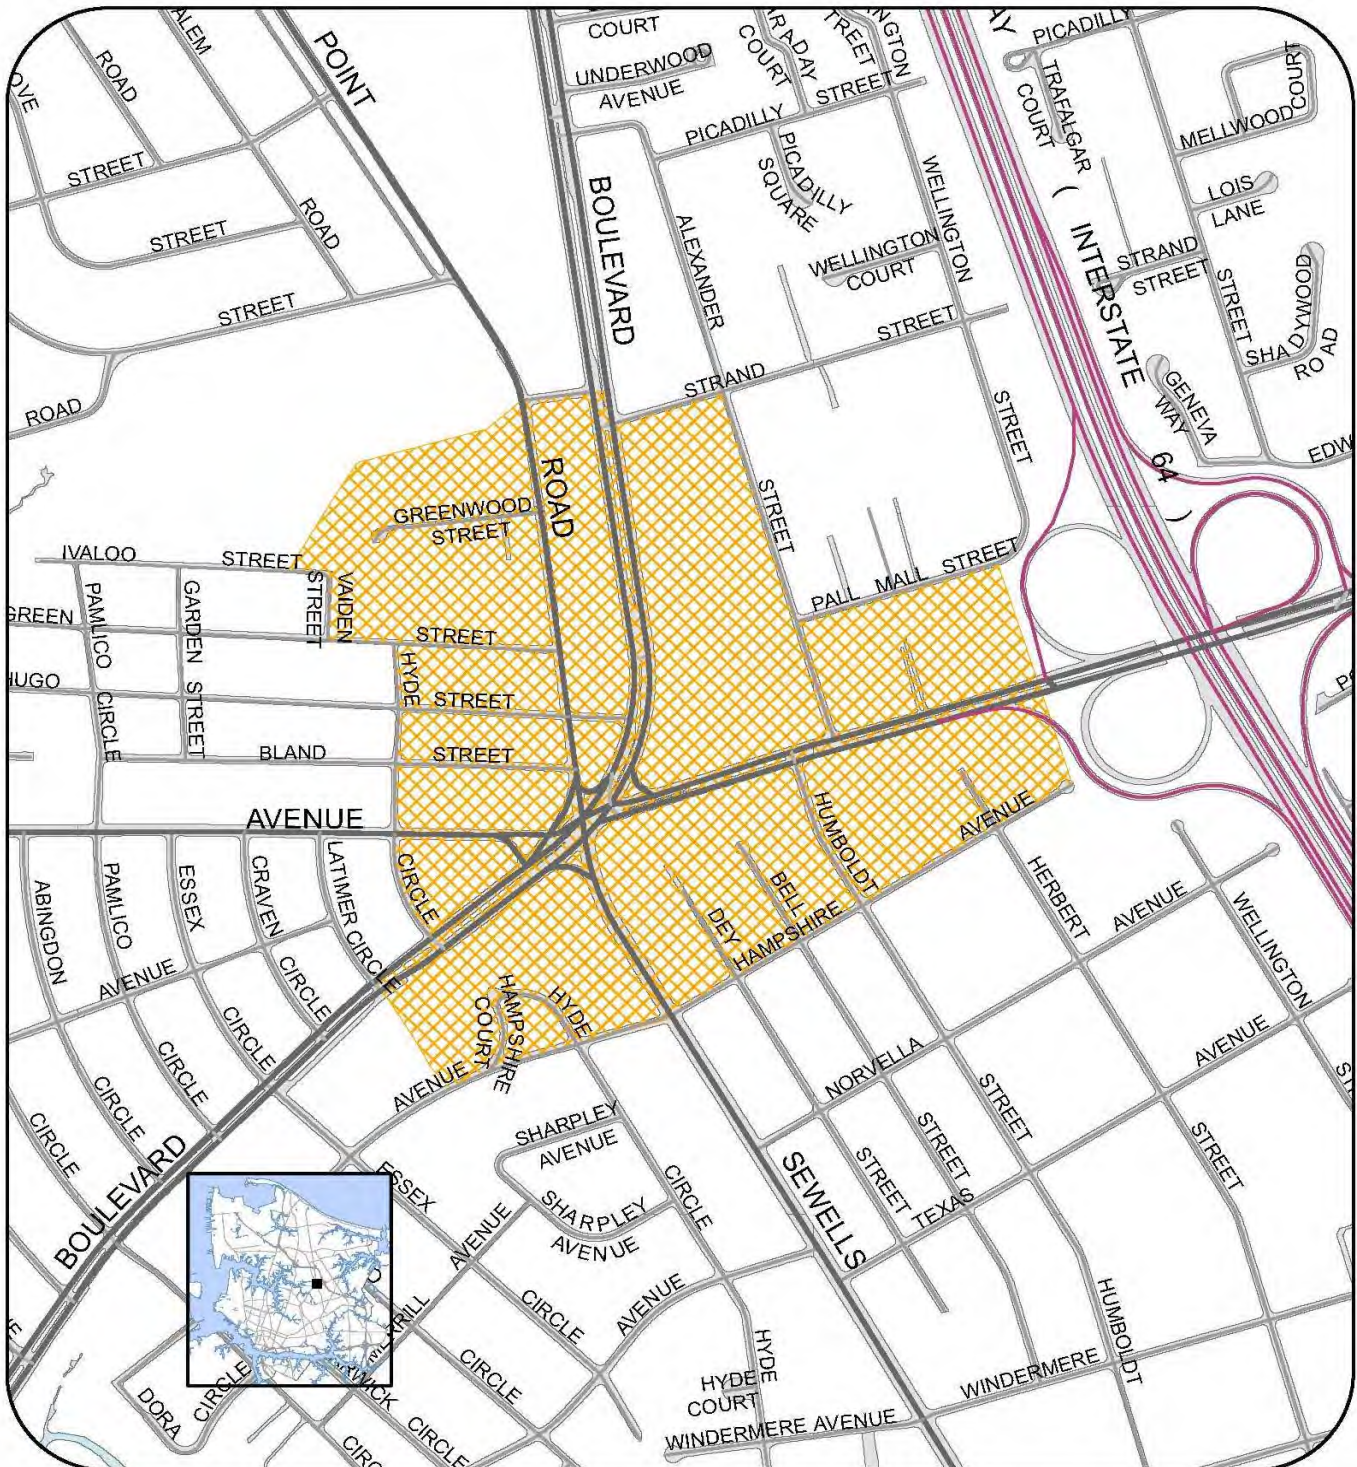 COURT
PICADILLY
POINT
ROAD
UNDERWOOD
AVENUE
COURT
STREET
PICADILLY
STREET
TRAFALGAR
COURT
MELLWOOD
COURT
STREET
PICADILLY
SQUARE
WELLINGTON
LOIS
LANE
BOULEVARD
ROAD
STREET
ALEXANDER
WELLINGTON
COURT
( INTERSTATE 64 )
STRAND
STREET
STREET
SHADYWOOD
ROAD
STREET
STREET
STRAND
GENEVA
WAY
STREET
ROAD
ROAD
GREENWOOD
STREET
STREET
IVALOO
STREET
VAIDEN
STREET
PALL MALL STREET
GREEN
STREET
PAMLICO
CIRCLE
GARDEN
STREET
HYDE
HUGO
STREET
BLAND
STREET
AVENUE
HUMBOLDT
AVENUE
CIRCLE
LATIMER CIRCLE
CRAVEN
CIRCLE
ESSEX
CIRCLE
PAMLICO
CIRCLE
ABINGDON
CIRCLE
AVENUE
BELL
DEY
HAMPSHIRE
HERBERT
AVENUE
WELLINGTON
HYDE
HAMPSHIRE
COURT
AVENUE
NORVELLA
AVENUE
STREET
STREET
STREET
STREET
TEXAS
SHARPLEY
AVENUE
SHARPLEY
AVENUE
CIRCLE
SEWELLS
BOULEVARD
CIRCLE
ESSEX
CIRCLE
AVENUE
AVENUE
HUMBOLDT
HYDE
HYDE
COURT
WINDERMERE
WINDERMERE AVENUE
CIRCLE
CIRCLE
DORA
CIRCLE